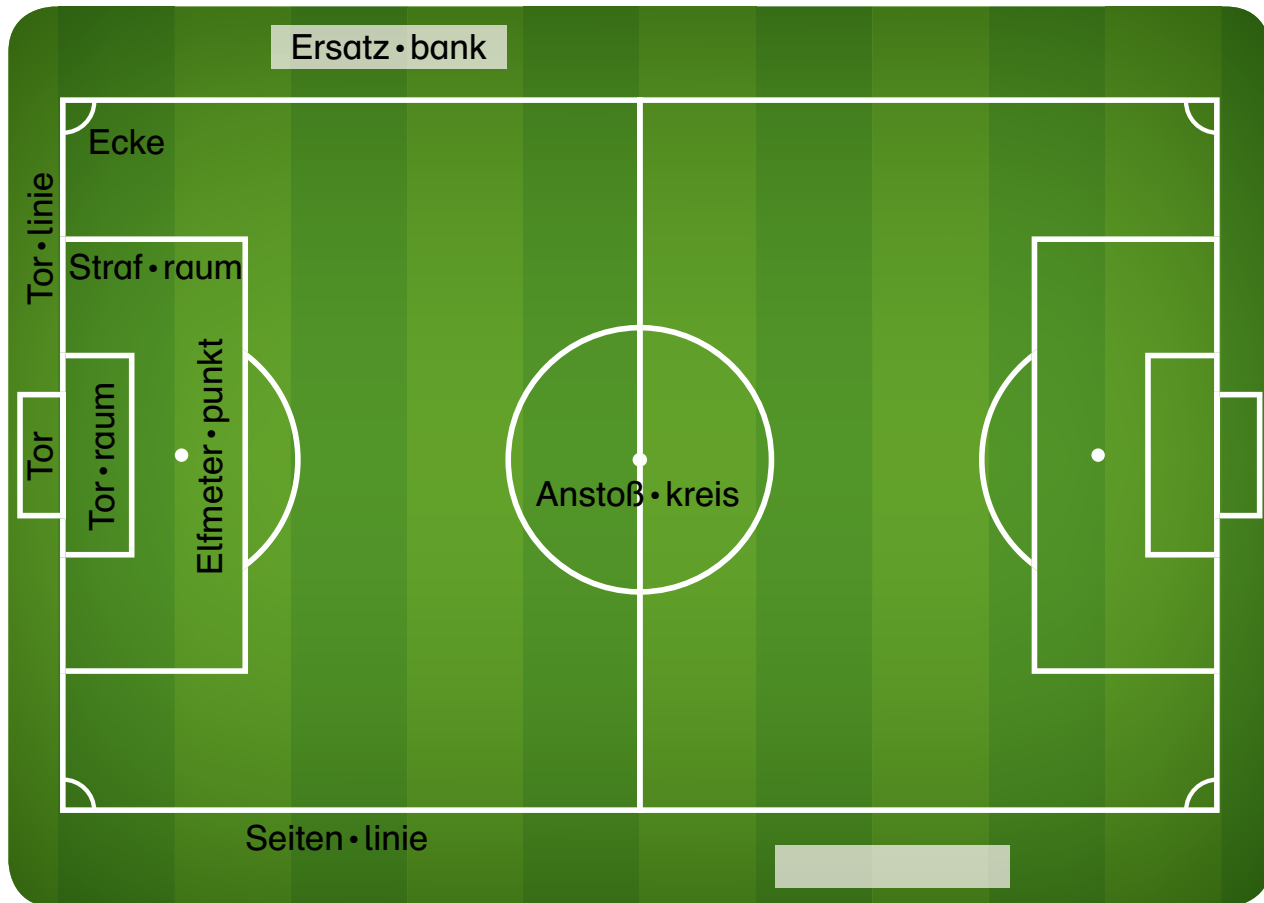 Ersatz•bank
Ecke
Tor•linie
Straf•raum
Elfmeter•punkt
Tor•raum
Tor
Anstoß•kreis
Seiten•linie